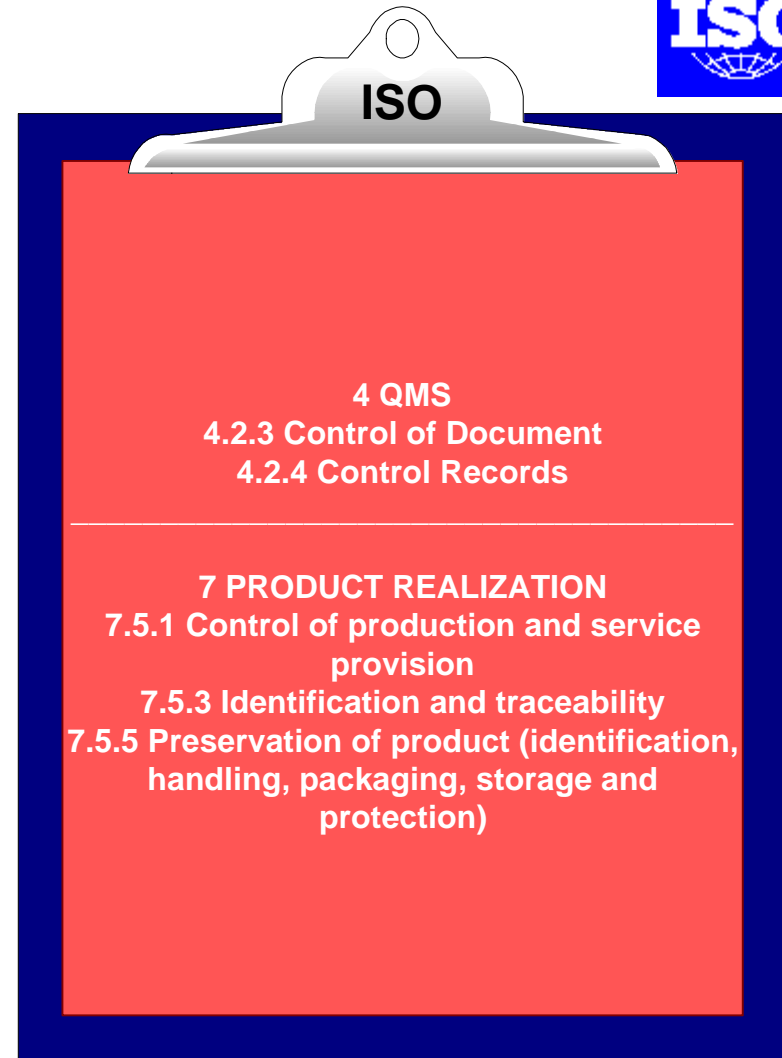 ISO
ISO
4 QMS
4.2.3 Control of Document
4.2.4 Control Records
7 PRODUCT REALIZATION
7.5.1 Control of production and service
provision
7.5.3 Identification and traceability
7.5.5 Preservation of product (identification,
handling, packaging, storage and
protection)